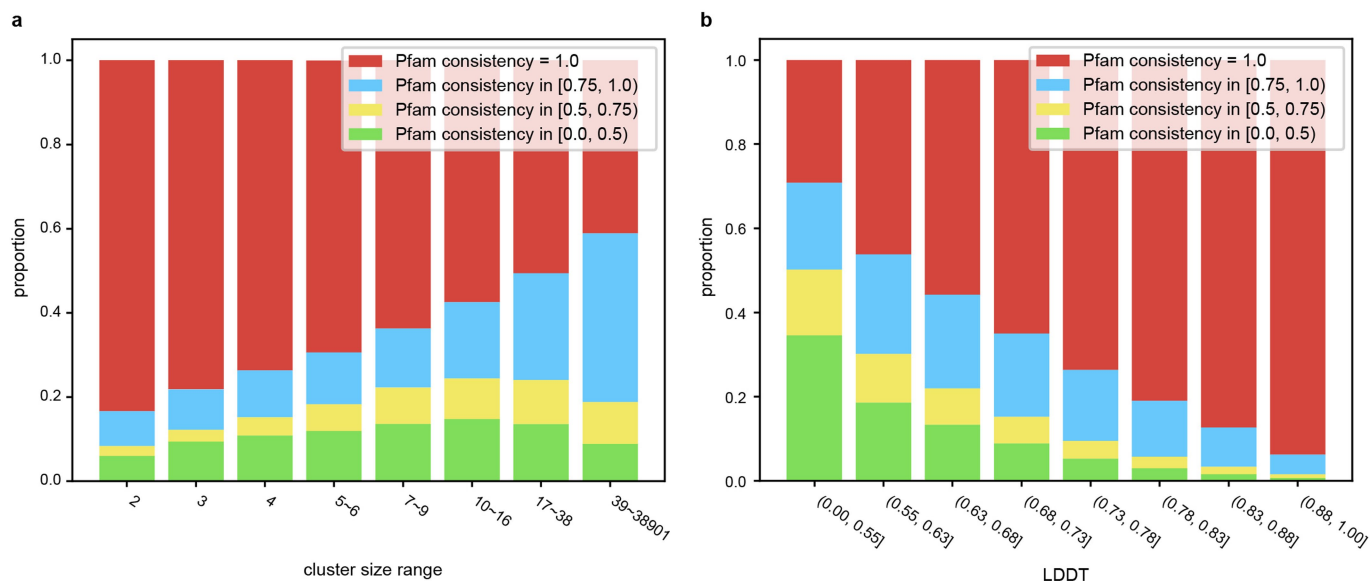 a
1.0
0.8
0.6
0.4
0.2
0.0
proportion
Pfam consistency = 1.0
Pfam consistency in [0.75, 1.0)
Pfam consistency in [0.5, 0.75)
Pfam consistency in [0.0, 0.5)
2
3
4
5~6
7~9
10~16
17~38
39~38901
cluster size range
b
1.0
0.8
0.6
0.4
0.2
0.0
proportion
Pfam consistency = 1.0
Pfam consistency in [0.75, 1.0)
Pfam consistency in [0.5, 0.75)
Pfam consistency in [0.0, 0.5)
(0.00, 0.55]
(0.55, 0.63]
(0.63, 0.68]
(0.68, 0.73]
(0.73, 0.78]
(0.78, 0.83]
(0.83, 0.88]
(0.88, 1.00]
LDDT